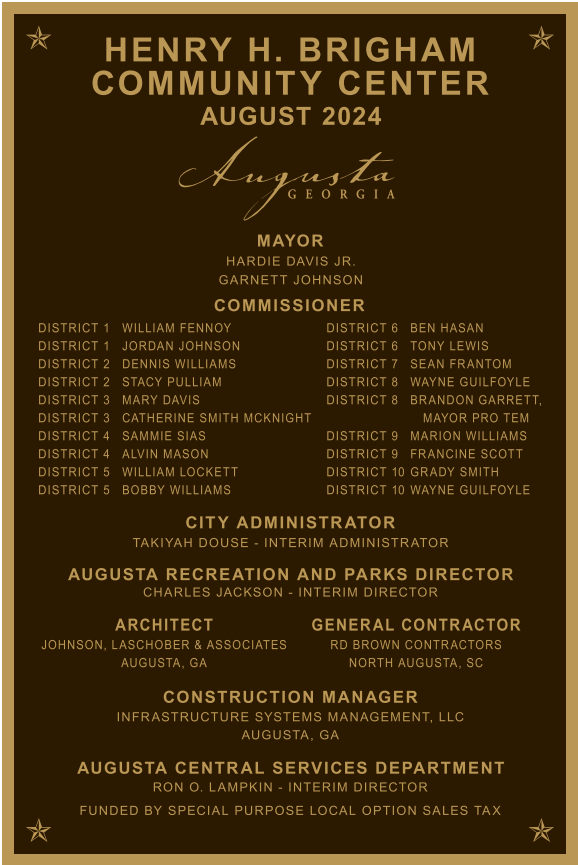 HENRY H. BRIGHAM
COMMUNITY CENTER
AUGUST 2024
Augusta
GEORGIA
MAYOR
HARDIE DAVIS JR.
GARNETT JOHNSON
COMMISSIONER
DISTRICT 1 WILLIAM FENNOY
DISTRICT 1 JORDAN JOHNSON
DISTRICT 2 DENNIS WILLIAMS
DISTRICT 2 STACY PULLIAM
DISTRICT 3 MARY DAVIS
DISTRICT 3 CATHERINE SMITH MCKNIGHT
DISTRICT 4 SAMMIE SIAS
DISTRICT 4 ALVIN MASON
DISTRICT 5 WILLIAM LOCKETT
DISTRICT 5 BOBBY WILLIAMS
DISTRICT 6 BEN HASAN
DISTRICT 6 TONY LEWIS
DISTRICT 7 SEAN FRANTOM
DISTRICT 8 WAYNE GUILFOYLE
DISTRICT 8 BRANDON GARRETT,
MAYOR PRO TEM
DISTRICT 9 MARION WILLIAMS
DISTRICT 9 FRANCINE SCOTT
DISTRICT 10 GRADY SMITH
DISTRICT 10 WAYNE GUILFOYLE
CITY ADMINISTRATOR
TAKIYAH DOUSE - INTERIM ADMINISTRATOR
AUGUSTA RECREATION AND PARKS DIRECTOR
CHARLES JACKSON - INTERIM DIRECTOR
ARCHITECT
JOHNSON, LASCHOBER & ASSOCIATES
AUGUSTA, GA
GENERAL CONTRACTOR
RD BROWN CONTRACTORS
NORTH AUGUSTA, SC
CONSTRUCTION MANAGER
INFRASTRUCTURE SYSTEMS MANAGEMENT, LLC
AUGUSTA, GA
AUGUSTA CENTRAL SERVICES DEPARTMENT
RON O. LAMPKIN - INTERIM DIRECTOR
FUNDED BY SPECIAL PURPOSE LOCAL OPTION SALES TAX